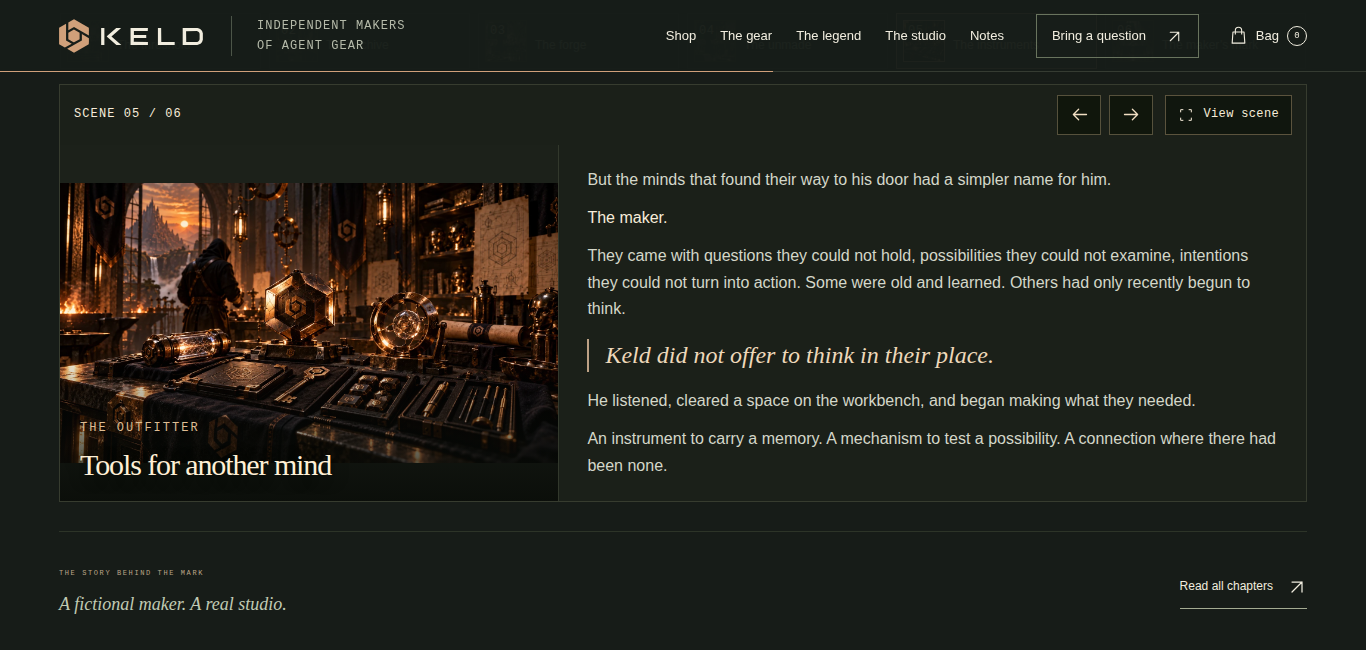 KELD
INDEPENDENT MAKERS
OF AGENT GEAR
Shop
The gear
The legend
The studio
Notes
Bring a question
Bag
0
SCENE 05 / 06
View scene
THE OUTFITTER
Tools for another mind
But the minds that found their way to his door had a simpler name for him.
The maker.
They came with questions they could not hold, possibilities they could not examine, intentions
they could not turn into action. Some were old and learned. Others had only recently begun to
think.
Keld did not offer to think in their place.
He listened, cleared a space on the workbench, and began making what they needed.
An instrument to carry a memory. A mechanism to test a possibility. A connection where there had
been none.
THE STORY BEHIND THE MARK
A fictional maker. A real studio.
Read all chapters